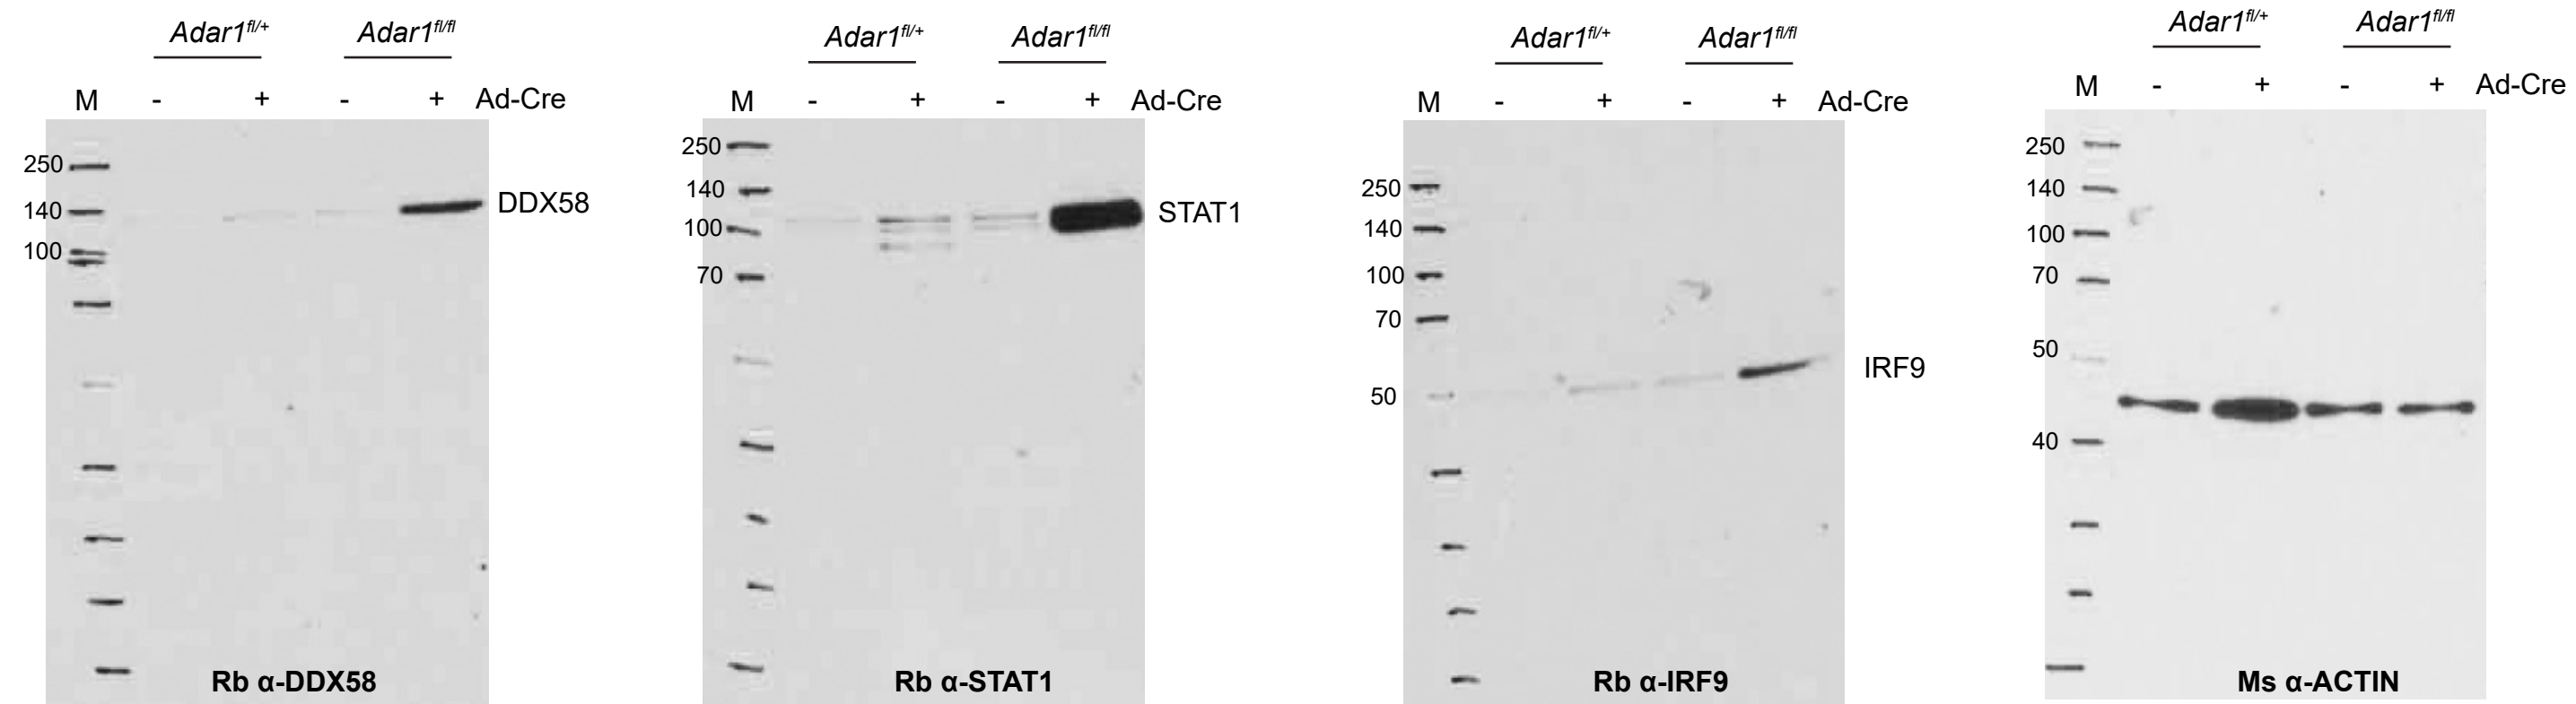 Adar1fl/+ Adar1fl/fl
M - + - + Ad-Cre
250
140
100
DDX58
Rb α-DDX58
Adar1fl/+ Adar1fl/fl
M - + - + Ad-Cre
250
140
100
70
STAT1
Rb α-STAT1
Adar1fl/+ Adar1fl/fl
M - + - + Ad-Cre
250
140
100
70
50
IRF9
Rb α-IRF9
Adar1fl/+ Adar1fl/fl
M - + - + Ad-Cre
250
140
100
70
50
40
Ms α-ACTIN